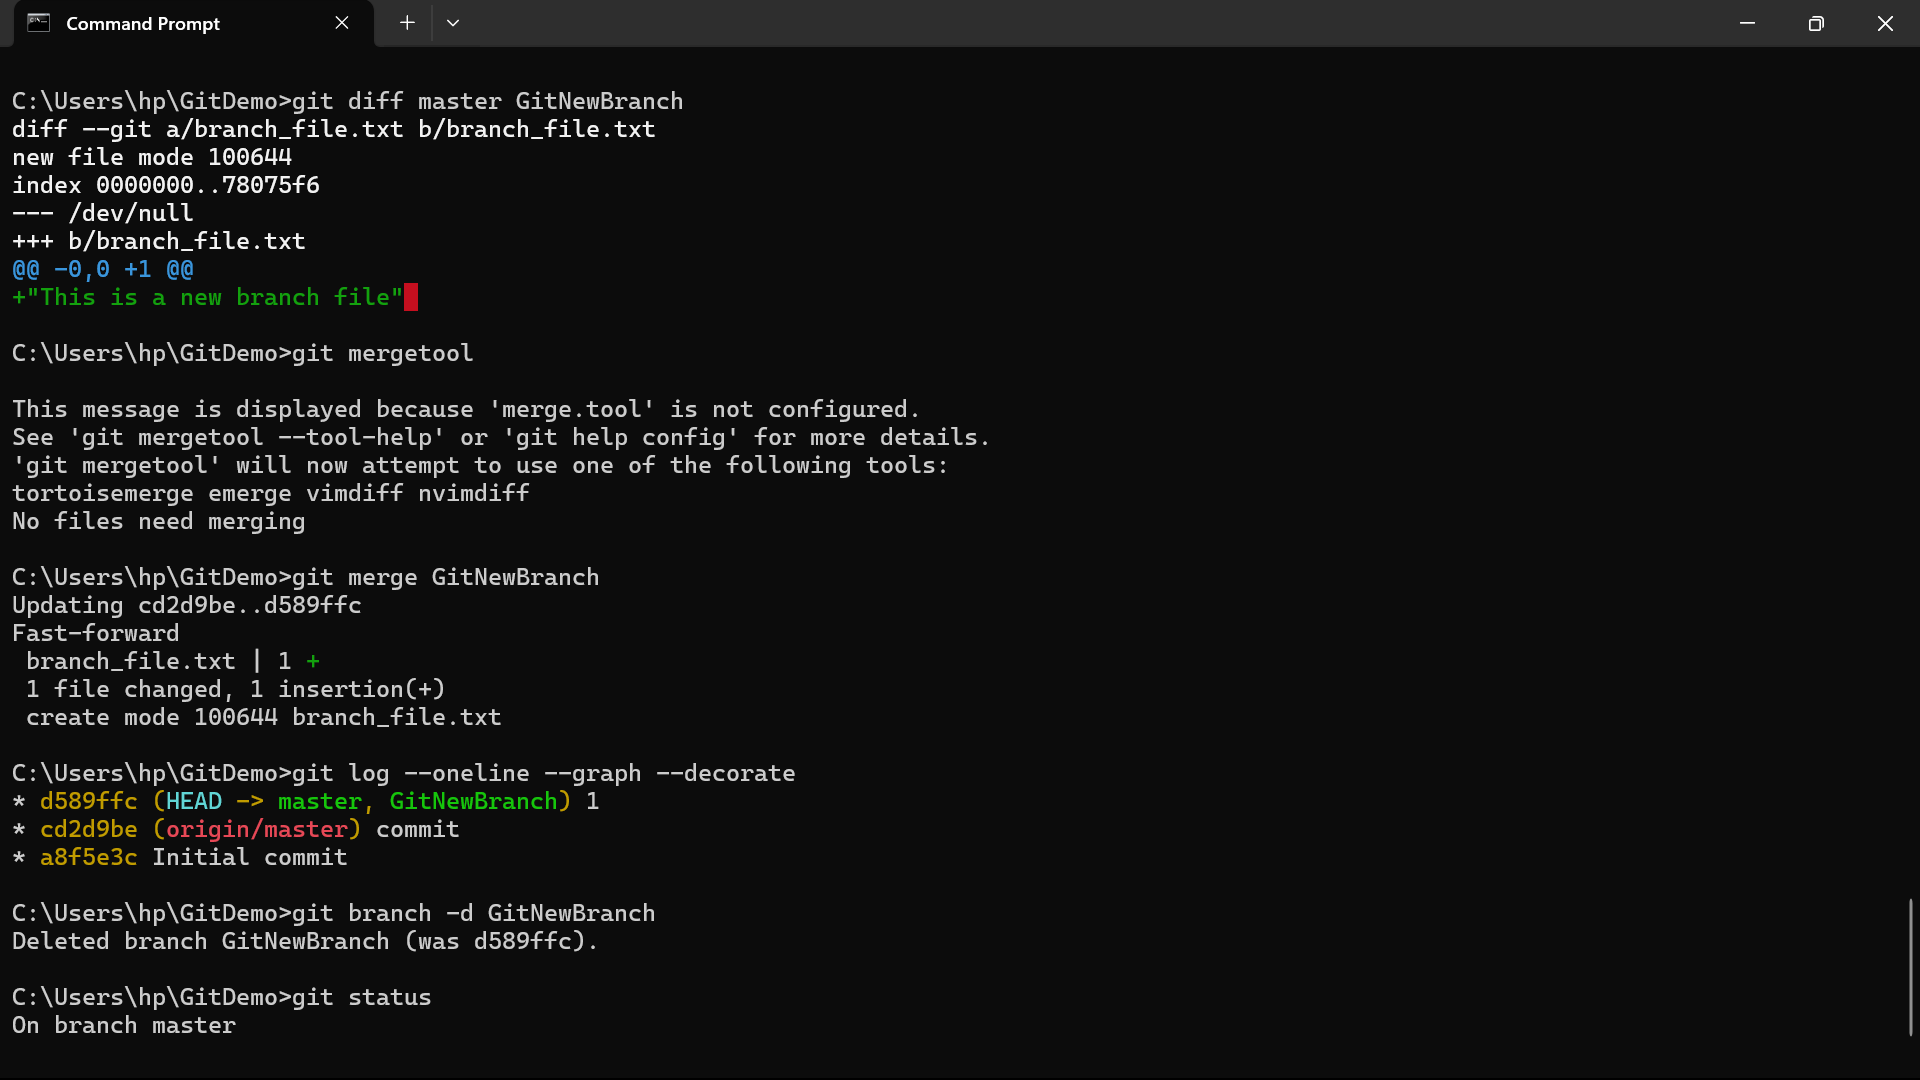 Command Prompt
C:\Users\hp\GitDemo>git diff master GitNewBranch
diff --git a/branch_file.txt b/branch_file.txt
new file mode 100644
index 0000000..78075f6
--- /dev/null
+++ b/branch_file.txt
@@ -0,0 +1 @@
+"This is a new branch file"
C:\Users\hp\GitDemo>git mergetool
This message is displayed because 'merge.tool' is not configured.
See 'git mergetool --tool-help' or 'git help config' for more details.
'git mergetool' will now attempt to use one of the following tools:
tortoisemerge emerge vimdiff nvimdiff
No files need merging
C:\Users\hp\GitDemo>git merge GitNewBranch
Updating cd2d9be..d589ffc
Fast-forward
 branch_file.txt | 1 +
 1 file changed, 1 insertion(+)
 create mode 100644 branch_file.txt
C:\Users\hp\GitDemo>git log --oneline --graph --decorate
* d589ffc (HEAD -> master, GitNewBranch) 1
* cd2d9be (origin/master) commit
* a8f5e3c Initial commit
C:\Users\hp\GitDemo>git branch -d GitNewBranch
Deleted branch GitNewBranch (was d589ffc).
C:\Users\hp\GitDemo>git status
On branch master